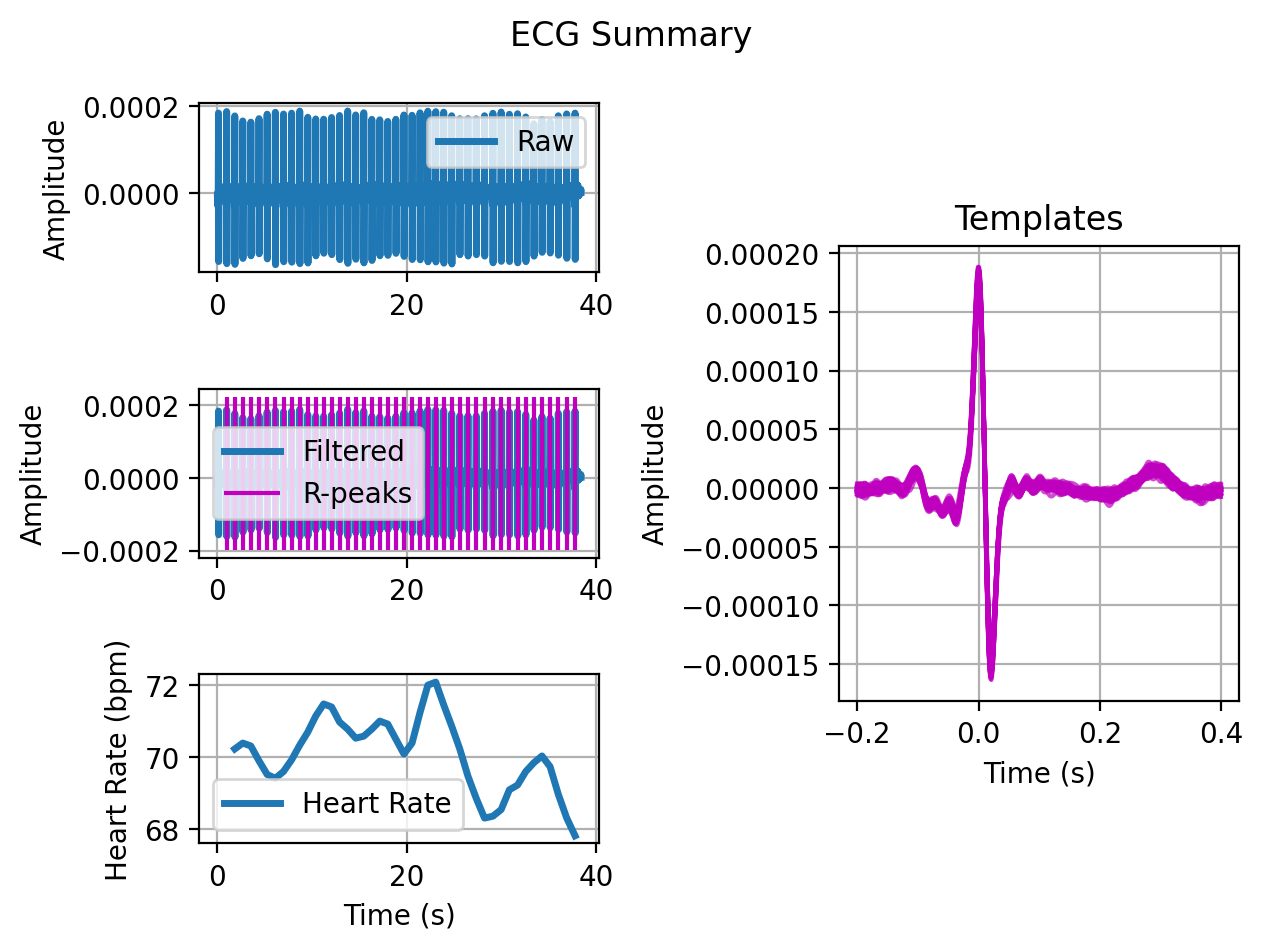 ECG Summary
Amplitude
0.0002
0.0000
Raw
0
20
40
Amplitude
0.0002
0.0000
−0.0002
Filtered
R-peaks
0
20
40
Heart Rate (bpm)
72
70
68
Heart Rate
0
20
40
Time (s)
Templates
Amplitude
0.00020
0.00015
0.00010
0.00005
0.00000
−0.00005
−0.00010
−0.00015
−0.2
0.0
0.2
0.4
Time (s)